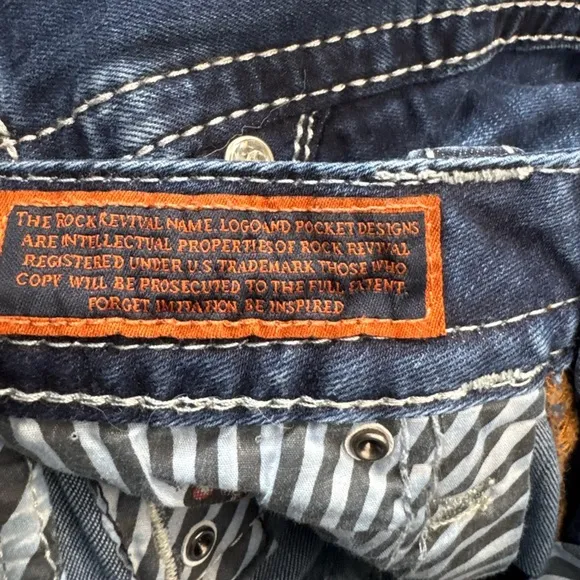 THE ROCK REVIVAL NAME, LOGO AND POCKET DESIGNS
ARE INTELLECTUAL PROPERTIES OF ROCK REVIVAL
REGISTERED UNDER U.S. TRADEMARK THOSE WHO
COPY WILL BE PROSECUTED TO THE FULL EXTENT.
FORGET IMITATION BE INSPIRED